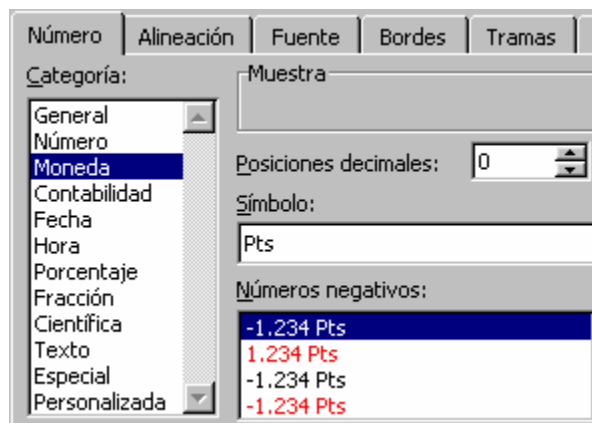 Número Alineación Fuente Bordes Tramas
Categoría:
General
Número
Moneda
Contabilidad
Fecha
Hora
Porcentaje
Fracción
Científica
Texto
Especial
Personalizada
Muestra
Posiciones decimales: 0
Símbolo:
Pts
Números negativos:
-1.234 Pts
1.234 Pts
-1.234 Pts
-1.234 Pts